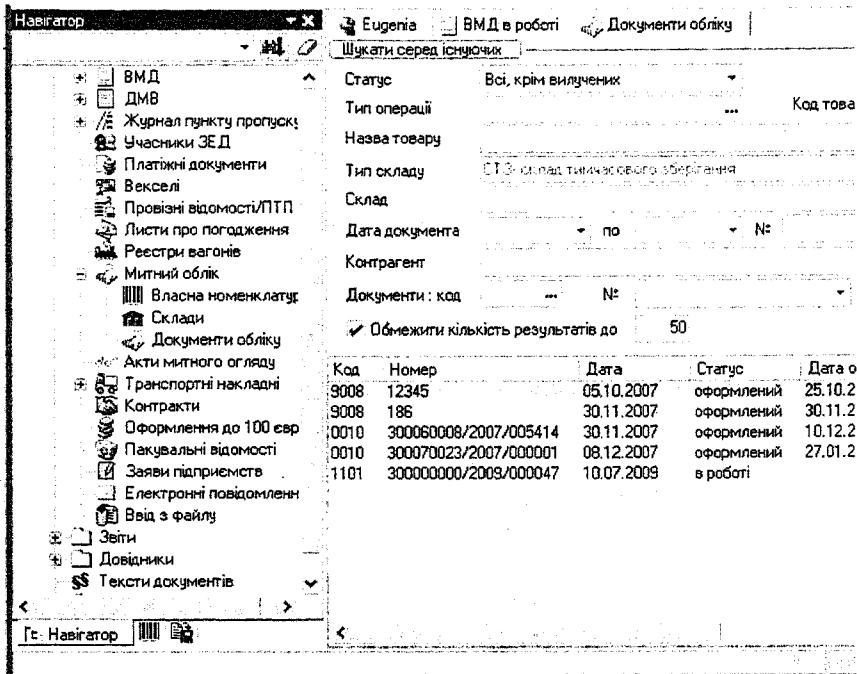 Навігатор
ВМД
ДМВ
Журнал пункту пропуску
Учасники ЗЕД
Платіжні документи
Векселі
Провізні відомості/ПТП
Листи про погодження
Реєстри вагонів
Митний облік
Власна номенклатур
Склади
Документи обліку
Акти митного огляду
Транспортні накладні
Контракти
Оформлення до 100 євр
Пакувальні відомості
Заяви підприємств
Електронні повідомленн
Ввід з файлу
Звіти
Довідники
Тексти документів
Навігатор
Eugenia ВМД в роботі Документи обліку
Шукати серед існуючих
Статус Всі, крім вилучених
Тип операції ... Код това
Назва товару
Тип складу СТЗ- склад тимчасового зберігання
Склад
Дата документа по №
Контрагент
Документи : код ... №
Обмежити кількість результатів до 50
Код Номер Дата Статус Дата о
9008 12345 05.10.2007 оформлений 25.10.2
9008 186 30.11.2007 оформлений 30.11.2
0010 300060008/2007/005414 30.11.2007 оформлений 10.12.2
0010 300070023/2007/000001 08.12.2007 оформлений 27.01.2
1101 300000000/2009/000047 10.07.2009 в роботі